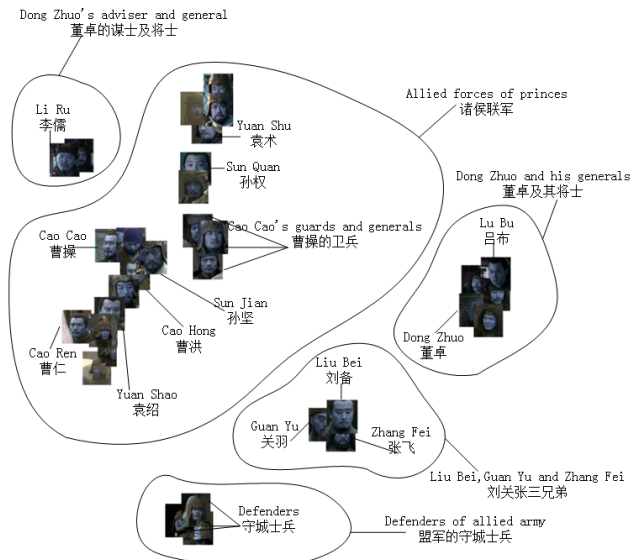 Dong Zhuo's adviser and general
董卓的谋士及将士
Li Ru
李儒
Allied forces of princes
诸侯联军
Yuan Shu
袁术
Sun Quan
孙权
Dong Zhuo and his generals
董卓及其将士
Lu Bu
吕布
Cao Cao's guards and generals
曹操的卫兵
Cao Cao
曹操
Sun Jian
孙坚
Cao Hong
曹洪
Dong Zhuo
董卓
Cao Ren
曹仁
Yuan Shao
袁绍
Liu Bei
刘备
Guan Yu
关羽
Zhang Fei
张飞
Liu Bei,Guan Yu and Zhang Fei
刘关张三兄弟
Defenders
守城士兵
Defenders of allied army
盟军的守城士兵